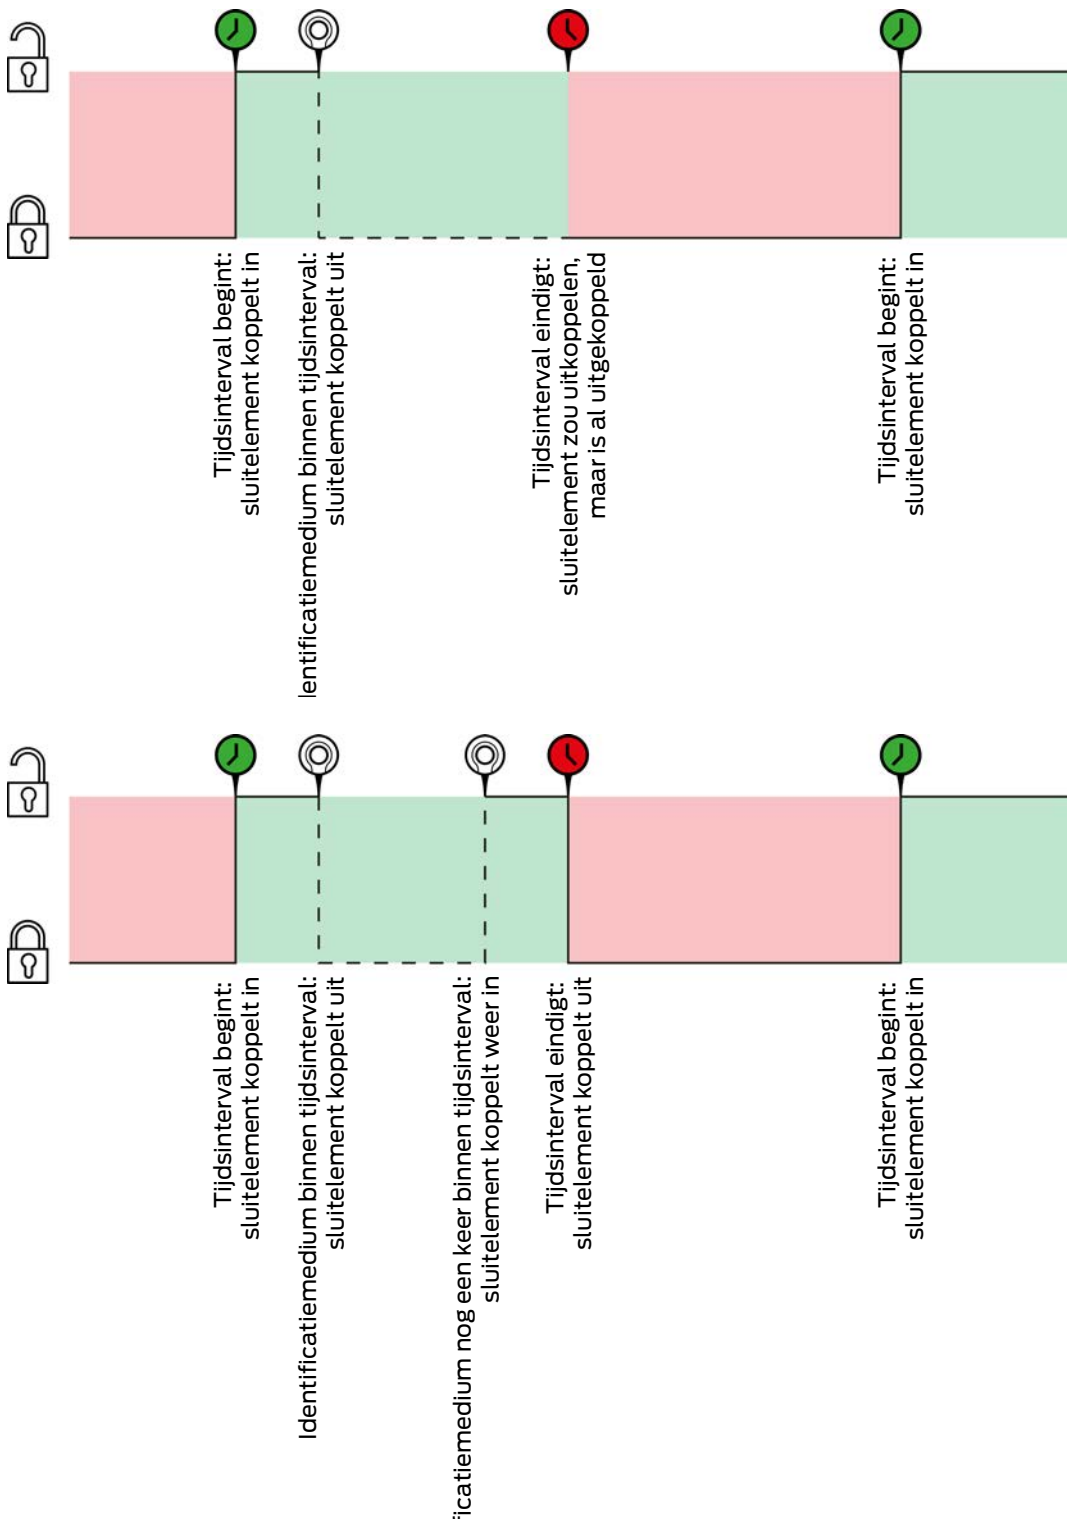 Tijdsinterval begint:
sluitelement koppelt in
lentificatiemedium binnen tijdsinterval:
sluitelement koppelt uit
Tijdsinterval eindigt:
sluitelement zou uitkoppelen,
maar is al uitgekoppeld
Tijdsinterval begint:
sluitelement koppelt in
Tijdsinterval begint:
sluitelement koppelt in
Identificatiemedium binnen tijdsinterval:
sluitelement koppelt uit
ficatiemedium nog een keer binnen tijdsinterval:
sluitelement koppelt weer in
Tijdsinterval eindigt:
sluitelement koppelt uit
Tijdsinterval begint:
sluitelement koppelt in